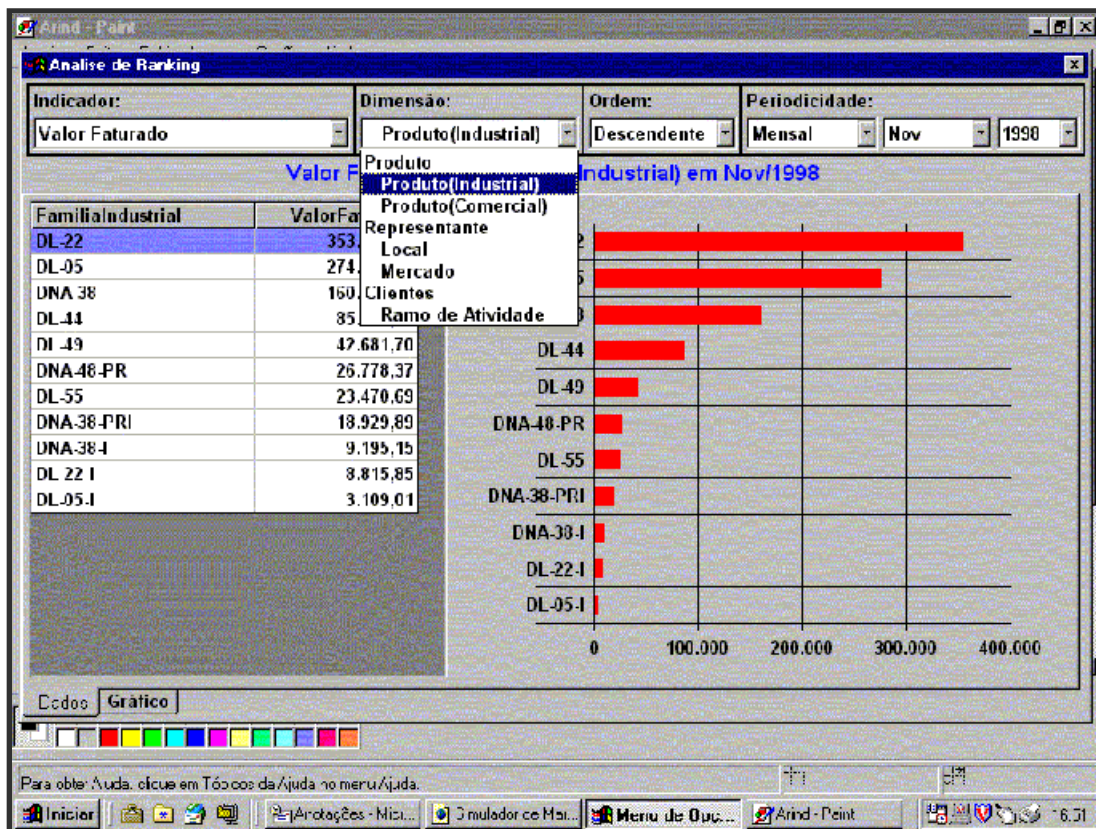 Arind - Paint
Analise de Ranking
Indicador:
Dimensão:
Ordem:
Periodicidade:
Valor Faturado
Produto(Industrial)
Descendente
Mensal
Nov
1998
Produto
Produto(Industrial)
Produto(Comercial)
Representante
Local
Mercado
Clientes
Ramo de Atividade
Valor F ndustrial) em Nov/1998
FamiliaIndustrial ValorFa
DL-22 353.
DL-05 274.
DNA-38 160.
DL-44 85.
DL-49 42.681,70
DNA-48-PR 26.778,37
DL-55 23.470,69
DNA-38-PRI 18.929,89
DNA-38-I 9.195,15
DL-22-I 8.815,85
DL-05-I 3.109,01
2
5
8
DL-44
DL-49
DNA-48-PR
DL-55
DNA-38-PRI
DNA-38-I
DL-22-I
DL-05-I
0 100.000 200.000 300.000 400.000
Dados Gráfico
Para obter Ajuda, clique em Tópicos da Ajuda no menu Ajuda.
Iniciar
Anotações - Micr...
Simulador de Mar...
Menu de Opç...
Arind - Paint
16:51